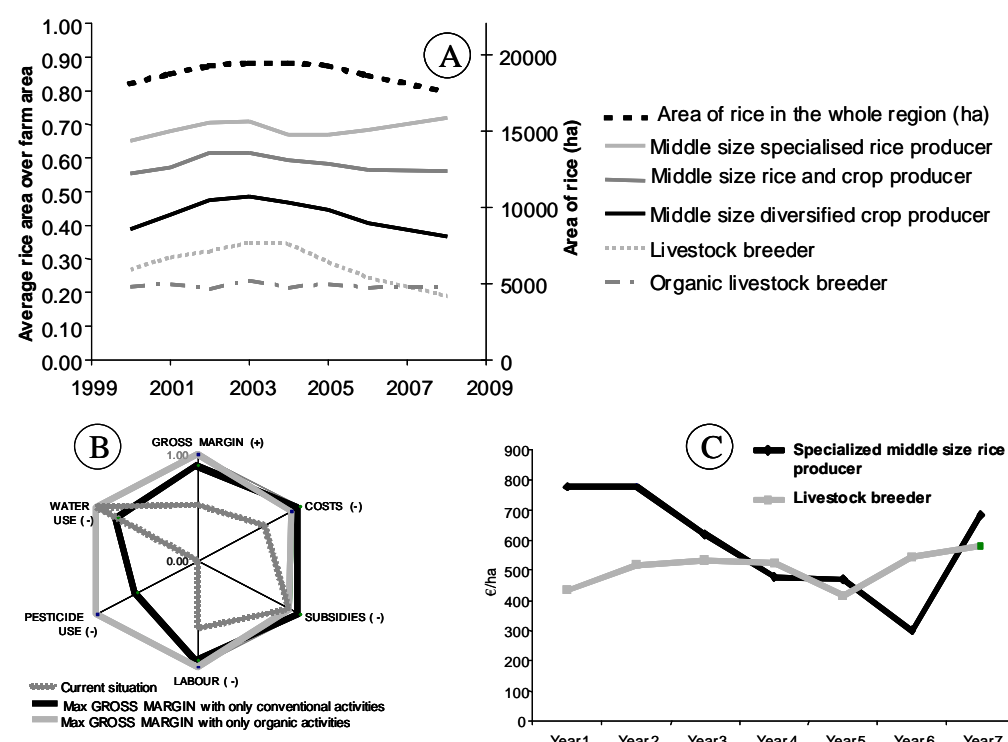 A
1.00
0.90
0.80
0.70
0.60
0.50
0.40
0.30
0.20
0.10
0.00
Average rice area over farm area
20000
15000
10000
5000
0
Area of rice (ha)
1999 2001 2003 2005 2007 2009
Area of rice in the whole region (ha)
Middle size specialised rice producer
Middle size rice and crop producer
Middle size diversified crop producer
Livestock breeder
Organic livestock breeder
B
GROSS MARGIN (+)
1.00
WATER
USE (-)
COSTS (-)
0.00
PESTICIDE
USE (-)
SUBSIDIES (-)
LABOUR (-)
Current situation
Max GROSS MARGIN with only conventional activities
Max GROSS MARGIN with only organic activities
C
Specialized middle size rice
producer
Livestock breeder
900
800
700
600
500
400
300
200
100
0
€/ha
Year1 Year2 Year3 Year4 Year5 Year6 Year7